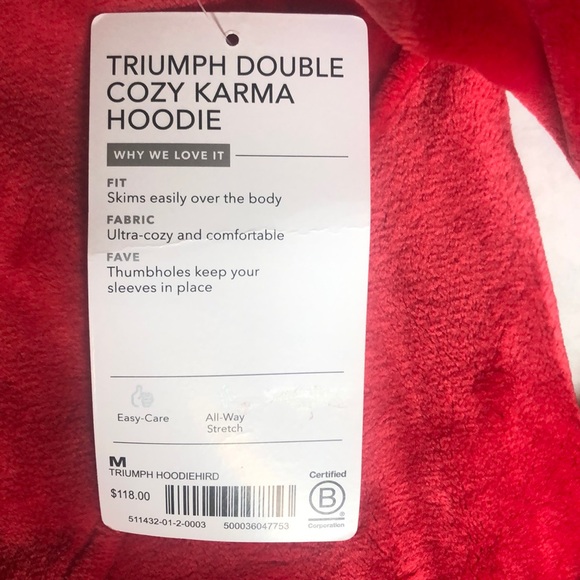 TRIUMPH DOUBLE
COZY KARMA
HOODIE
WHY WE LOVE IT
FIT
Skims easily over the body
FABRIC
Ultra-cozy and comfortable
FAVE
Thumbholes keep your
sleeves in place
Easy-Care
All-Way
Stretch
M
TRIUMPH HOODIEHIRD
$118.00
511432-01-2-0003 500036047753
Certified
B
®
Corporation